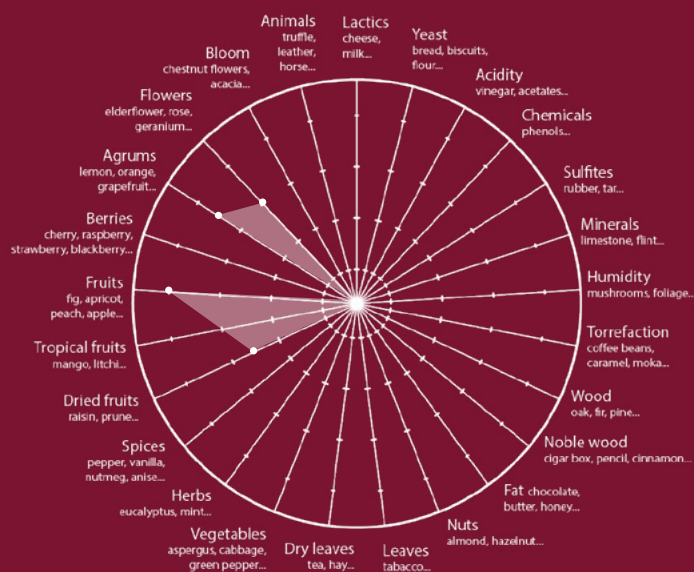 Lactics
cheese,
milk...
Yeast
bread, biscuits,
flour...
Acidity
vinegar, acetates...
Chemicals
phenols...
Sulfites
rubber, tar...
Minerals
limestone, flint...
Humidity
mushrooms, foliage...
Torrefaction
coffee beans,
caramel, moka...
Wood
oak, fir, pine...
Noble wood
cigar box, pencil, cinnamon...
Fat chocolate,
butter, honey...
Nuts
almond, hazelnut...
Leaves
tabacco...
Dry leaves
tea, hay...
Vegetables
aspergus, cabbage,
green pepper...
Herbs
eucalyptus, mint...
Spices
pepper, vanilla,
nutmeg, anise...
Dried fruits
raisin, prune...
Tropical fruits
mango, litchi...
Fruits
fig, apricot,
peach, apple...
Berries
cherry, raspberry,
strawberry, blackberry...
Agrums
lemon, orange,
grapefruit...
Flowers
elderflower, rose,
geranium...
Bloom
chestnut flowers,
acacia...
Animals
truffle,
leather,
horse...